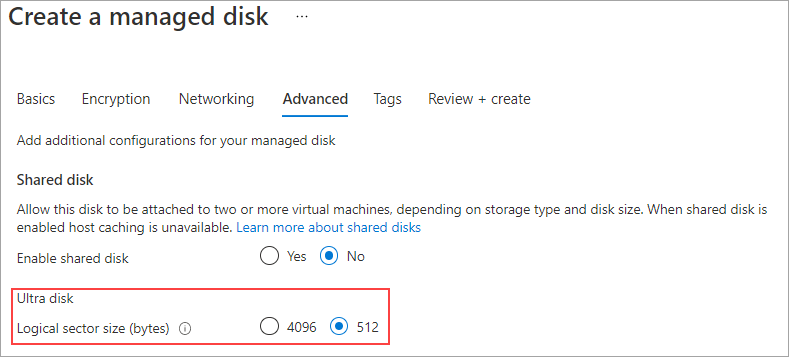 Create a managed disk ...
Basics Encryption Networking Advanced Tags Review + create
Add additional configurations for your managed disk
Shared disk
Allow this disk to be attached to two or more virtual machines, depending on storage type and disk size. When shared disk is
enabled host caching is unavailable. Learn more about shared disks
Enable shared disk Yes No
Ultra disk
Logical sector size (bytes) 4096 512